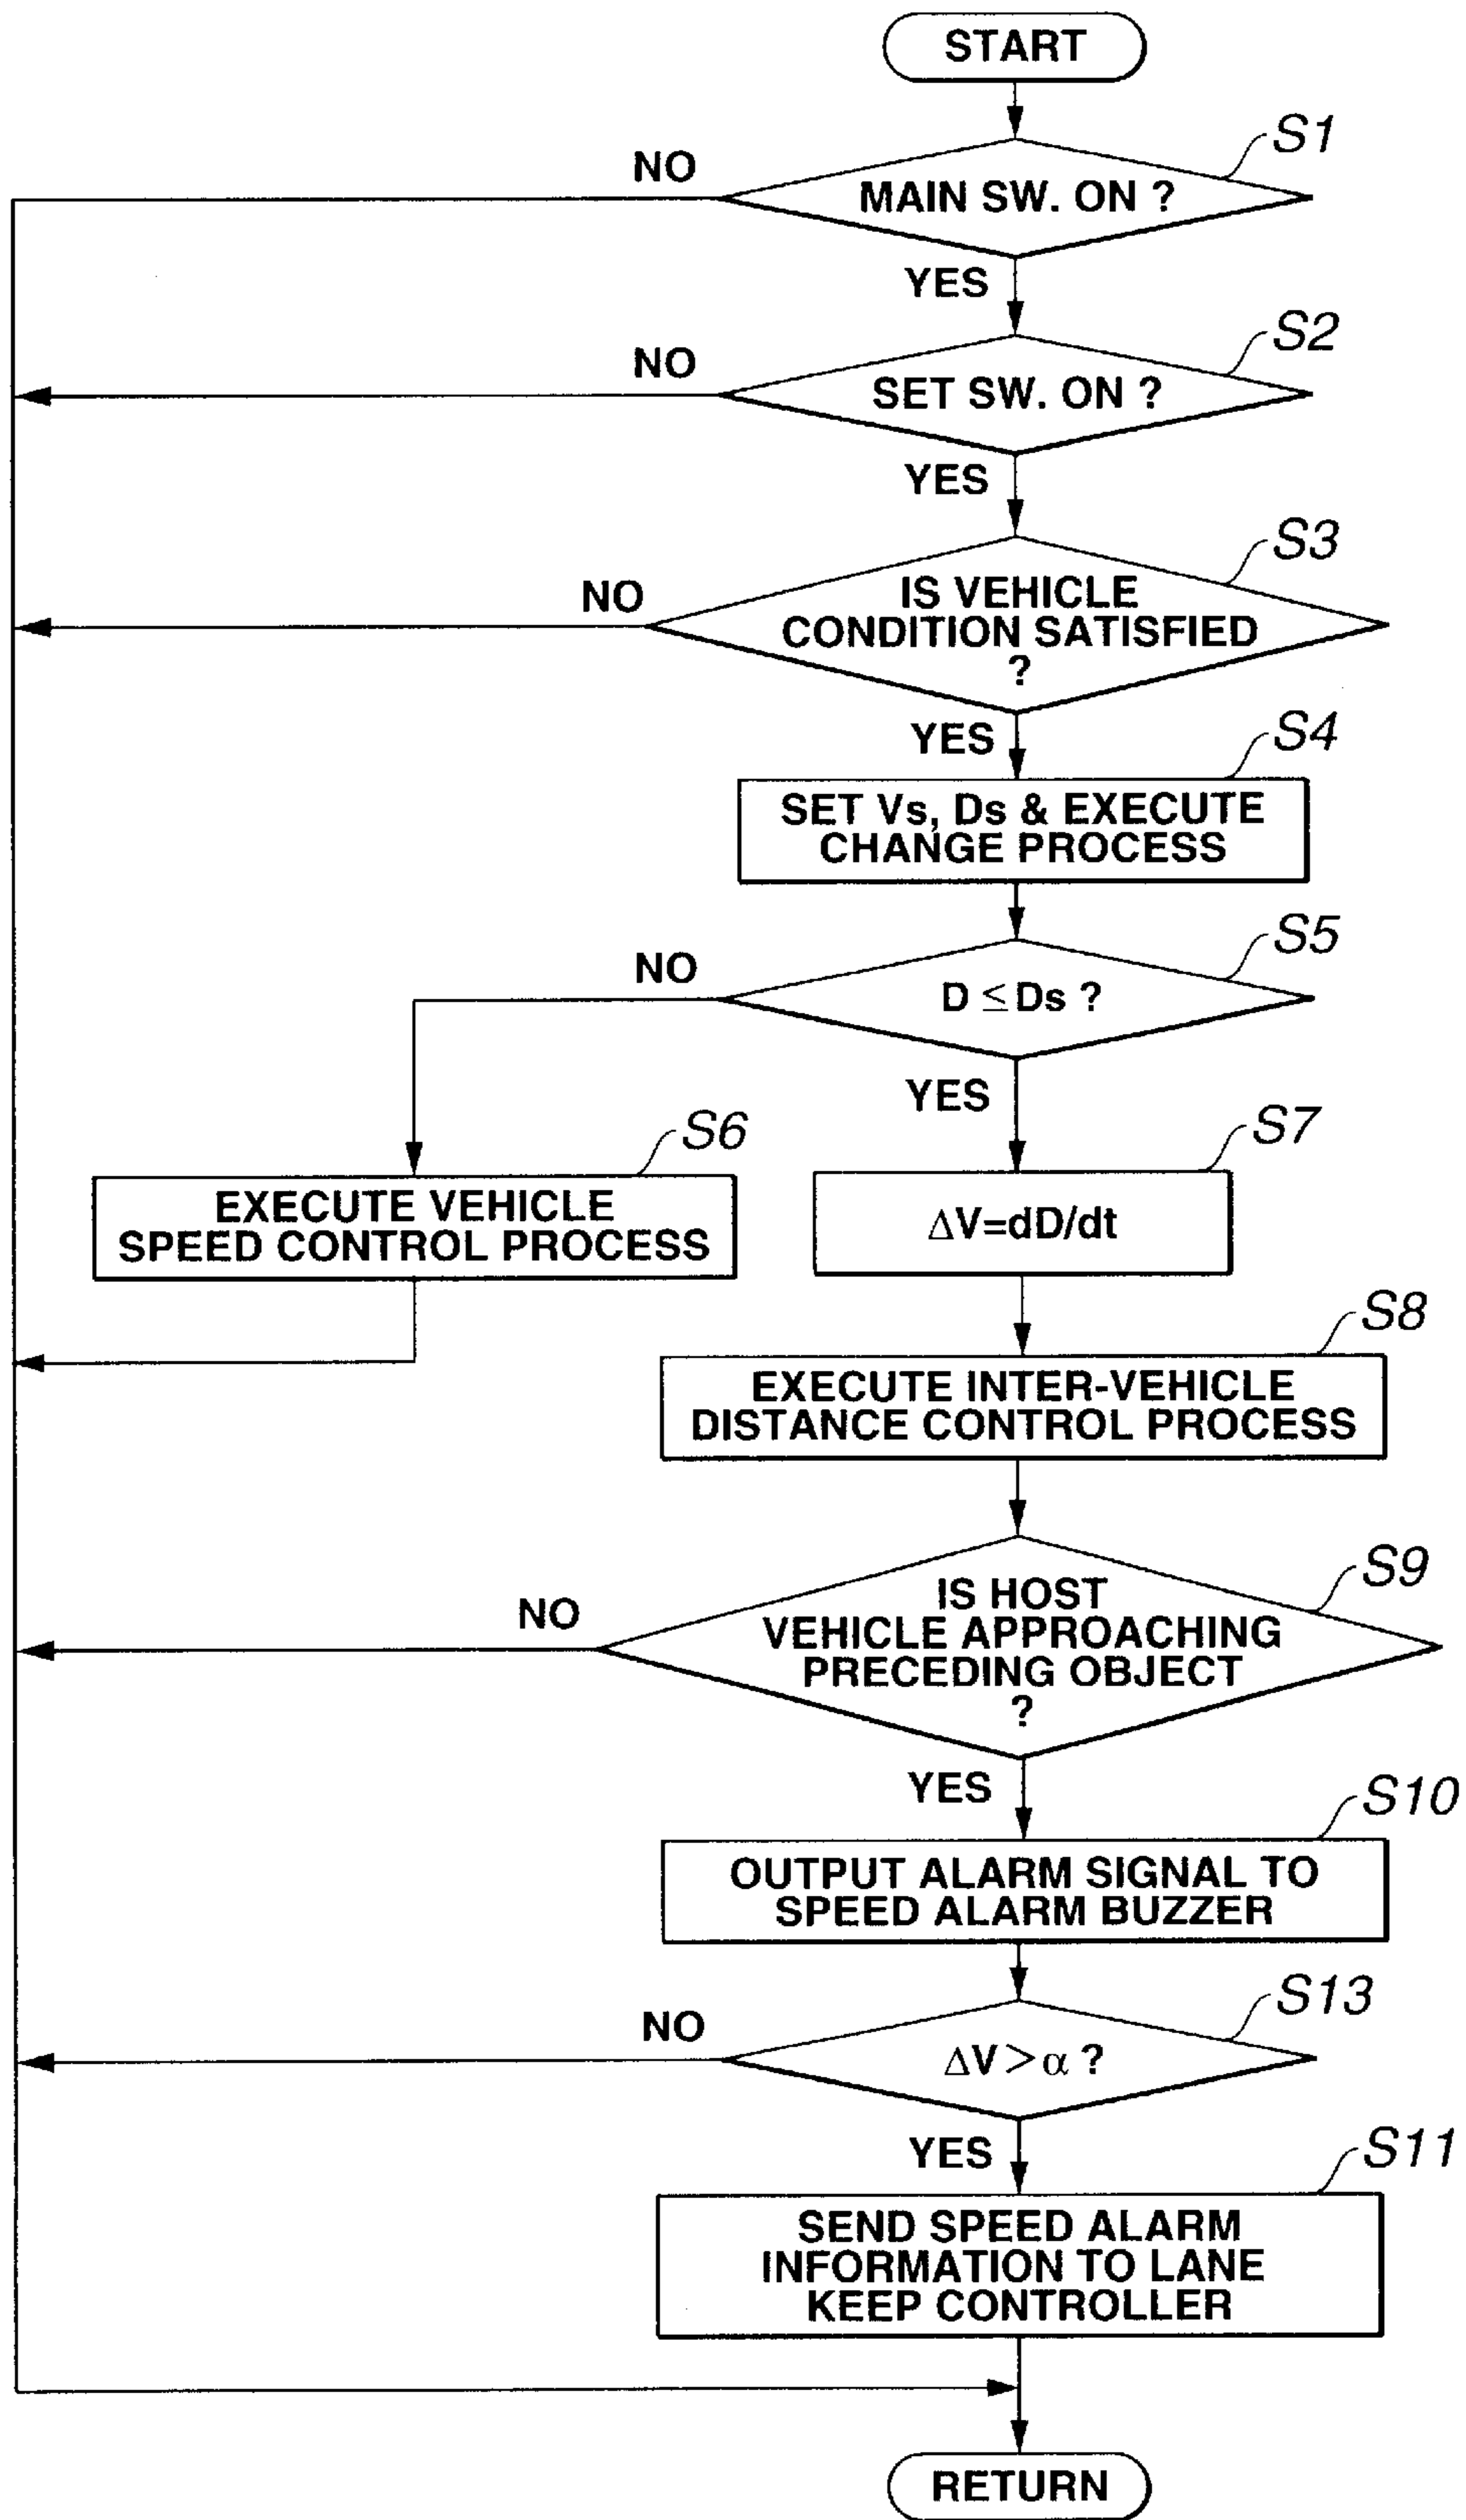 START
S1
NO
MAIN SW. ON ?
YES
S2
NO
SET SW. ON ?
YES
S3
NO
IS VEHICLE
CONDITION SATISFIED
?
YES
S4
SET Vs, Ds & EXECUTE
CHANGE PROCESS
S5
NO
D ≤ Ds ?
YES
S6
S7
EXECUTE VEHICLE
SPEED CONTROL PROCESS
ΔV=dD/dt
S8
EXECUTE INTER-VEHICLE
DISTANCE CONTROL PROCESS
S9
NO
IS HOST
VEHICLE APPROACHING
PRECEDING OBJECT
?
YES
S10
OUTPUT ALARM SIGNAL TO
SPEED ALARM BUZZER
S13
NO
ΔV > α ?
YES
S11
SEND SPEED ALARM
INFORMATION TO LANE
KEEP CONTROLLER
RETURN